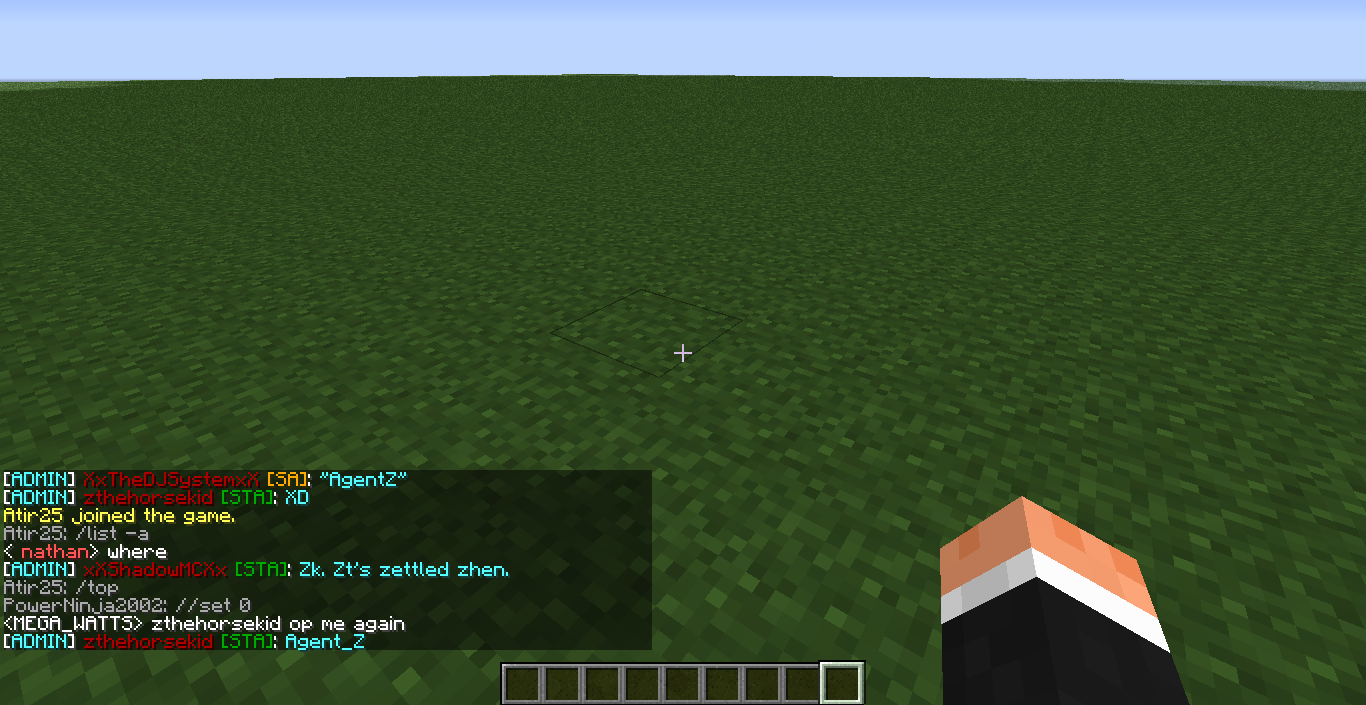 [ADMIN] XxTheDJSystemxX [SA]: "AgentZ"
[ADMIN] zthehorsekid [STA]: XD
Atir25 joined the game.
Atir25: /list -a
< nathan> where
[ADMIN] xXShadowMCXx [STA]: Zk. Zt's zettled zhen.
Atir25: /top
PowerNinja2002: //set 0
<MEGA_WATTS> zthehorsekid op me again
[ADMIN] zthehorsekid [STA]: Agent_Z